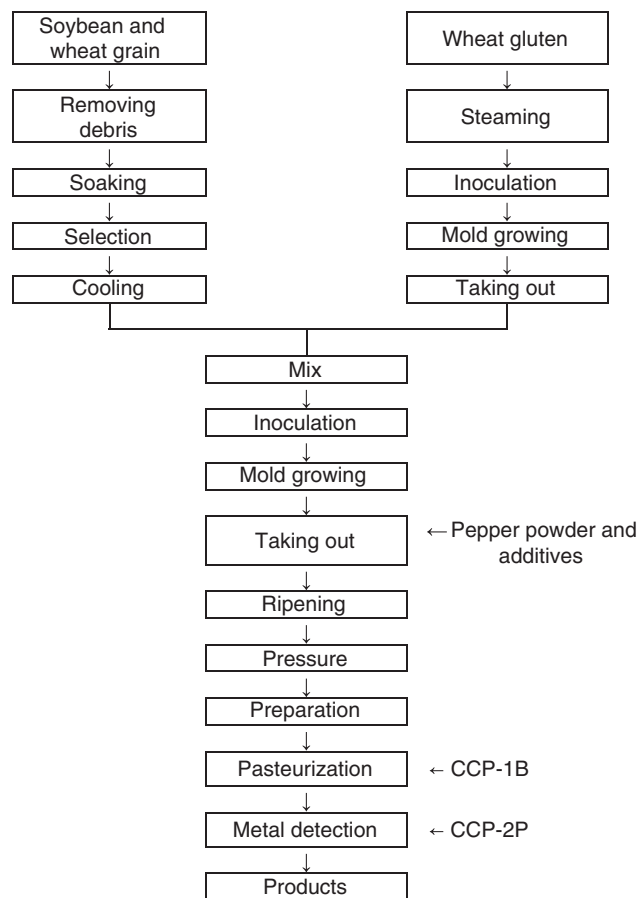 Soybean and
wheat grain
Removing
debris
Soaking
Selection
Cooling
Wheat gluten
Steaming
Inoculation
Mold growing
Taking out
Mix
Inoculation
Mold growing
Taking out
← Pepper powder and
additives
Ripening
Pressure
Preparation
Pasteurization
← CCP-1B
Metal detection
← CCP-2P
Products